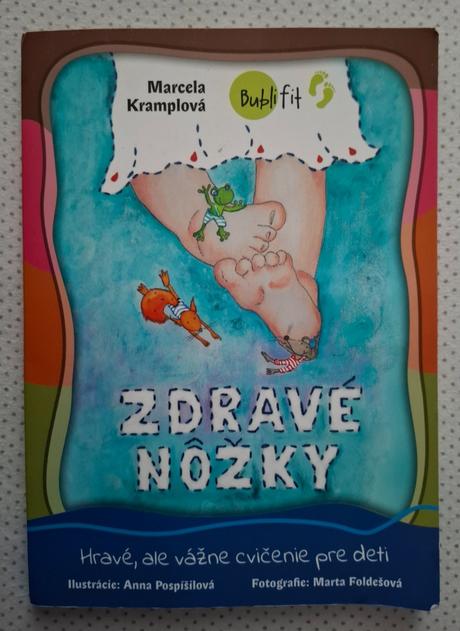 Marcela
Kramplová
Bubli fit
ZDRAVÉ
NÔŽKY
Hravé, ale vážne cvičenie pre deti
Ilustrácie: Anna Pospíšilová Fotografie: Marta Foldešová